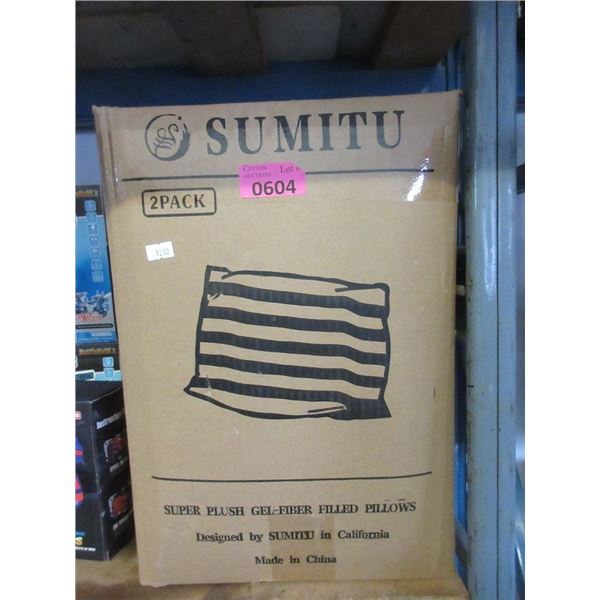 SUMITU
COTTON
AUCTIONS
Lot #
0604
2PACK
1232
SUPER PLUSH GEL-FIBER FILLED PILLOWS
Designed by SUMITU in California
Made in China